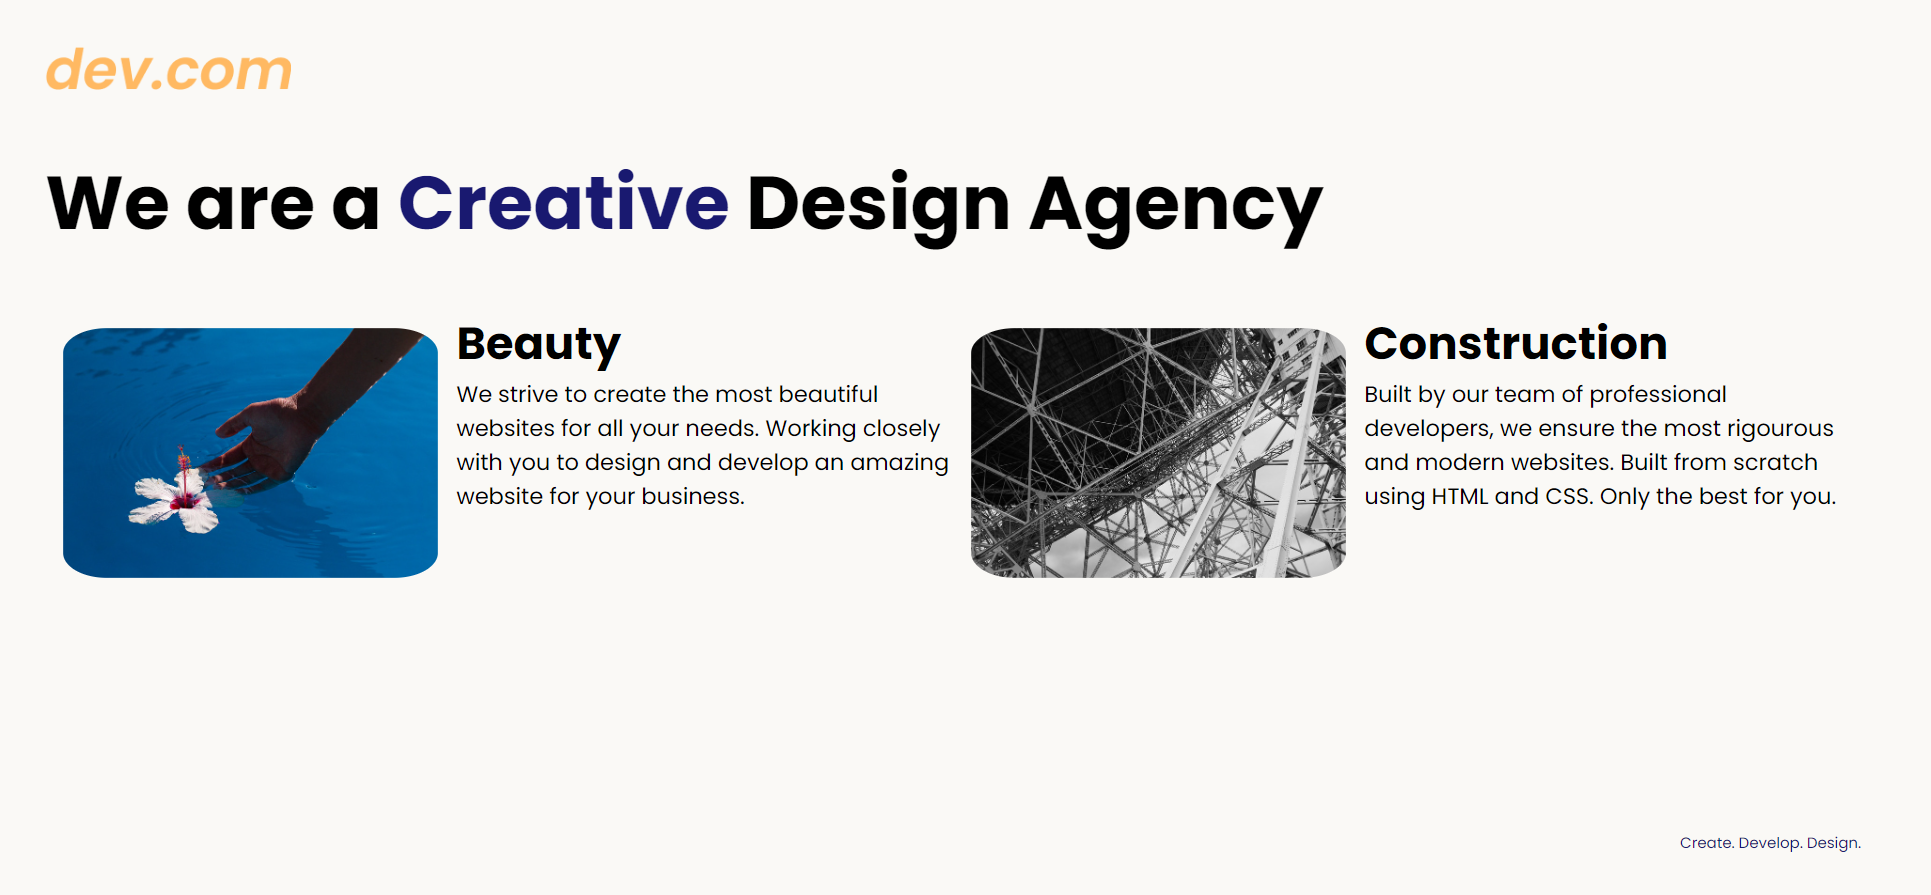 dev.com
We are a Creative Design Agency
Beauty
We strive to create the most beautiful
websites for all your needs. Working closely
with you to design and develop an amazing
website for your business.
Construction
Built by our team of professional
developers, we ensure the most rigourous
and modern websites. Built from scratch
using HTML and CSS. Only the best for you.
Create. Develop. Design.